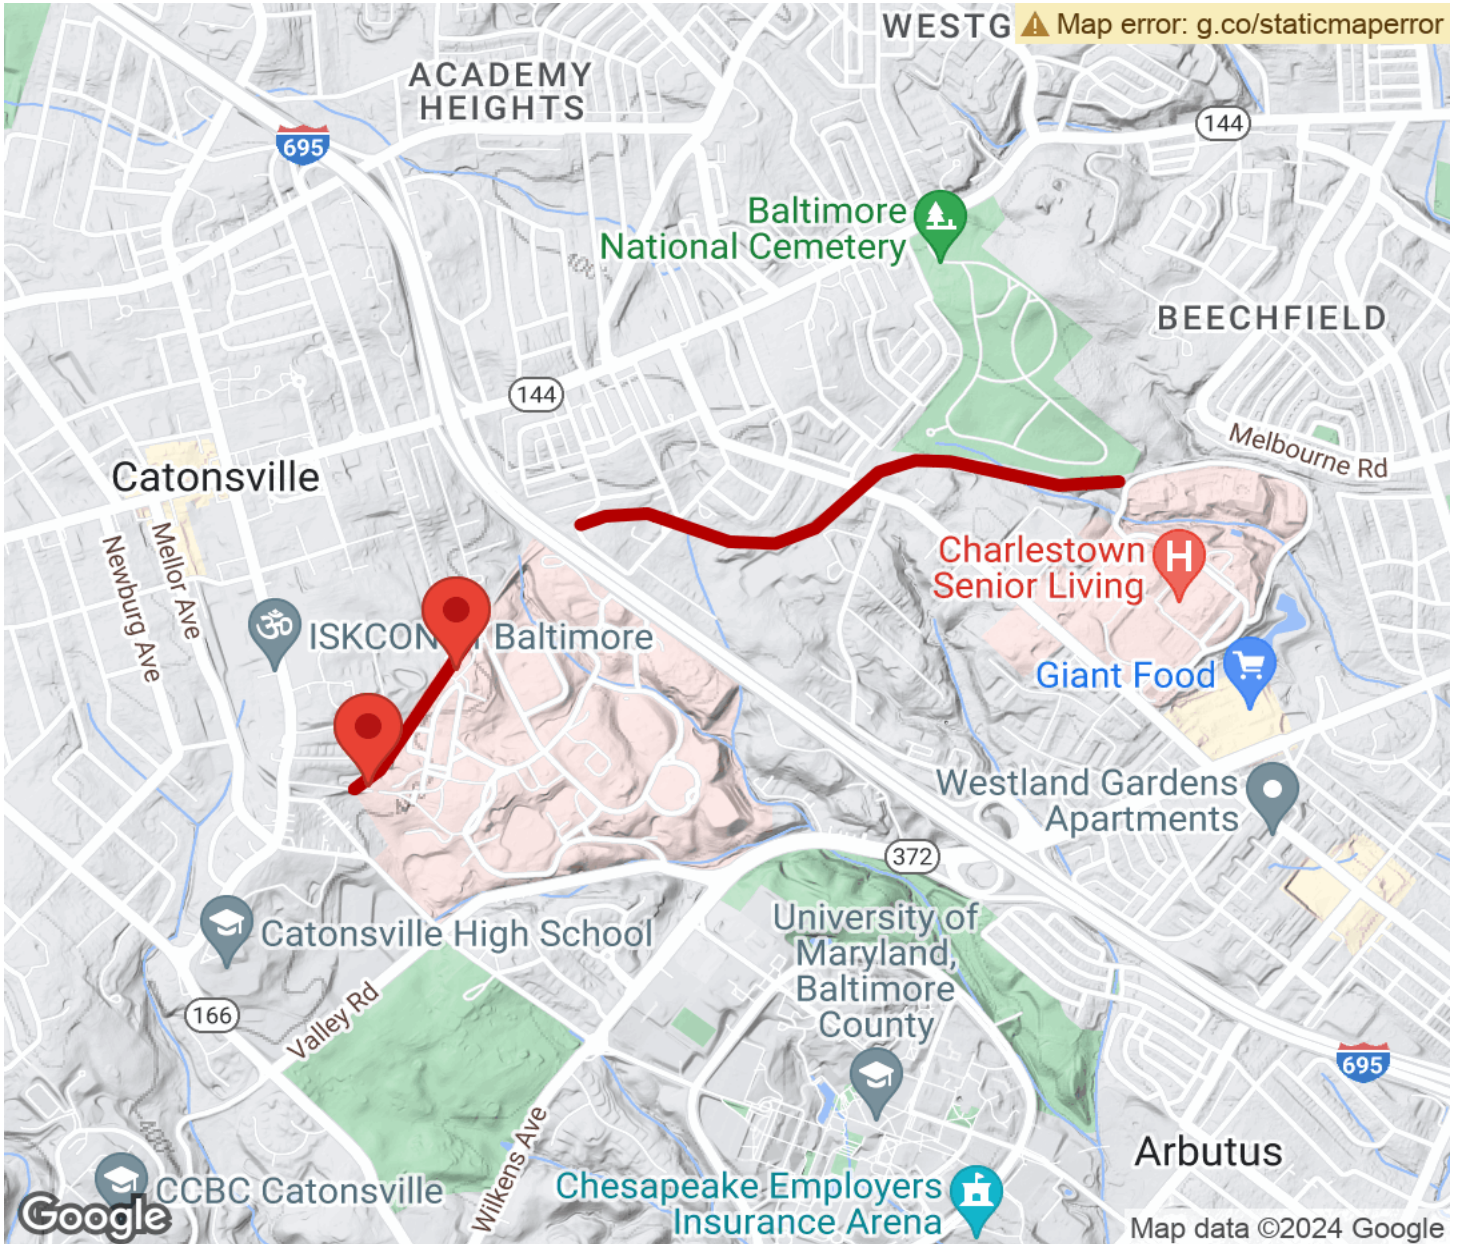 WESTG
Map error: g.co/staticmaperror
ACADEMY
HEIGHTS
695
144
Baltimore
National Cemetery
400
BEECHFIELD
144
Melbourne Rd
Catonsville
Mellor Ave
Newburg Ave
Charlestown
Senior Living
H
ISKCON
Baltimore
Giant Food
Westland Gardens
Apartments
372
University of
Maryland,
Baltimore
County
Catonsville High School
166
Valley Rd
695
Wilkens Ave
400
Arbutus
CCBC Catonsville
Chesapeake Employers
Insurance Arena
Google
Map data ©2024 Google